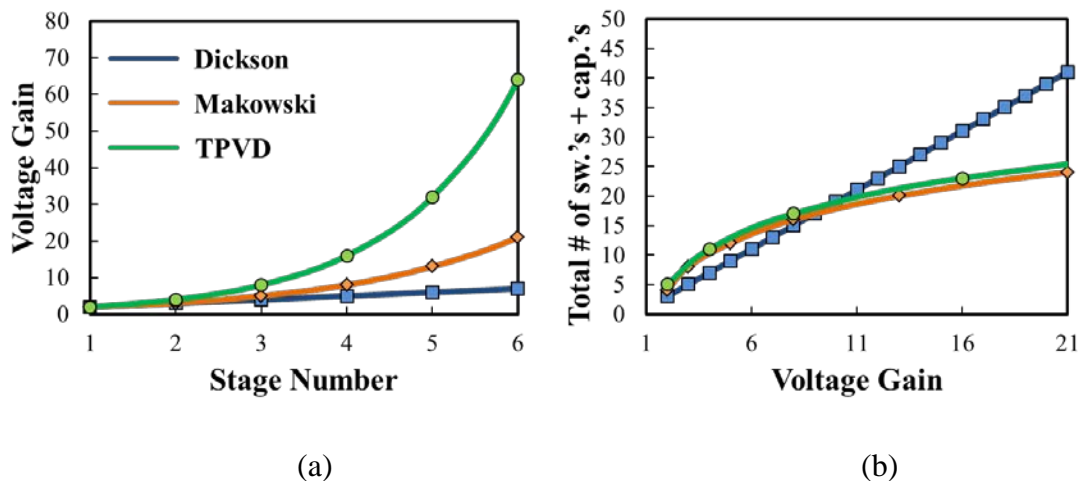 80
70
60
50
40
30
20
10
0
Voltage Gain
Dickson
Makowski
TPVD
1 2 3 4 5 6
Stage Number
(a)
50
45
40
35
30
25
20
15
10
5
0
Total # of sw.'s + cap.'s
1 6 11 16 21
Voltage Gain
(b)